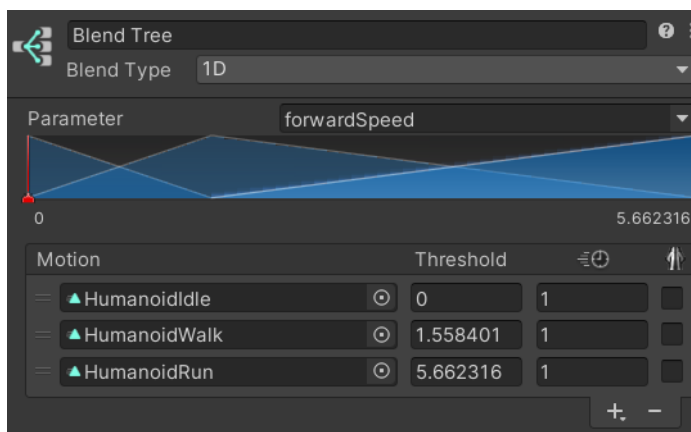 Blend Tree
Blend Type 1D
Parameter forwardSpeed
0 5.662316
Motion Threshold
HumanoidIdle 0 1
HumanoidWalk 1.558401 1
HumanoidRun 5.662316 1